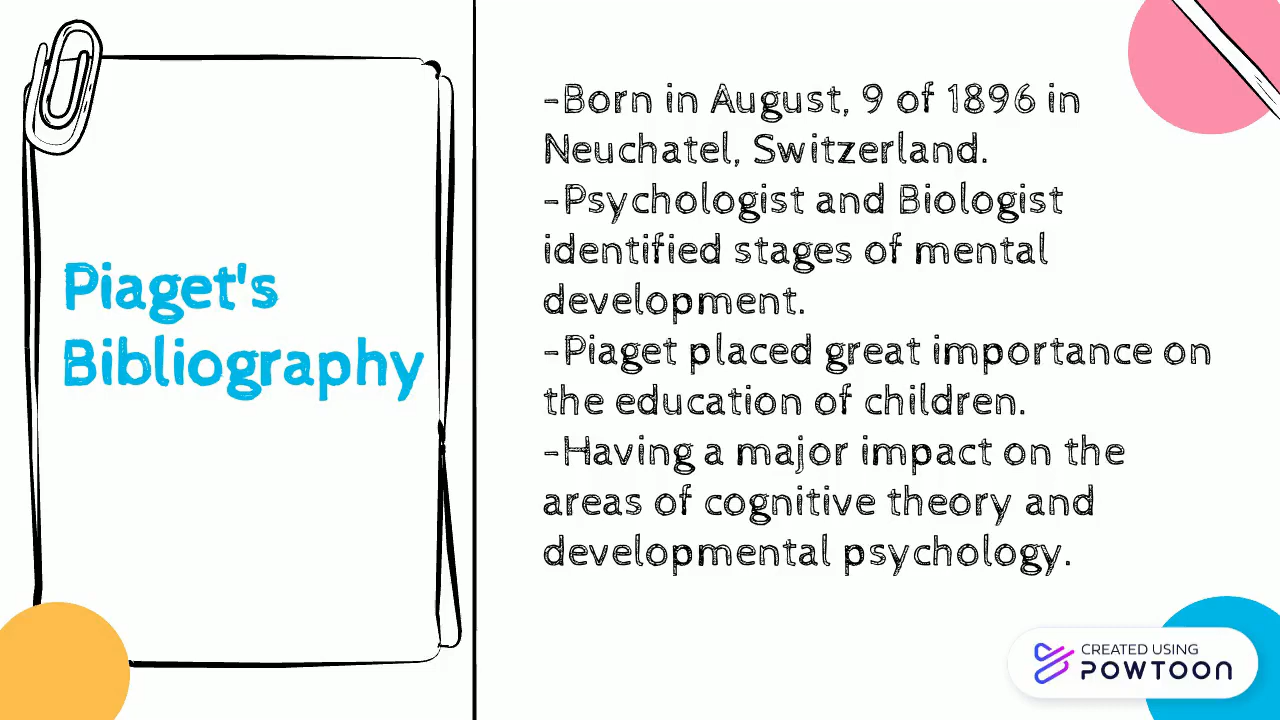 Piaget's
Bibliography
-Born in August, 9 of 1896 in
Neuchatel, Switzerland.
-Psychologist and Biologist
identified stages of mental
development.
-Piaget placed great importance on
the education of children.
-Having a major impact on the
areas of cognitive theory and
developmental psychology.
CREATED USING
POWTOON